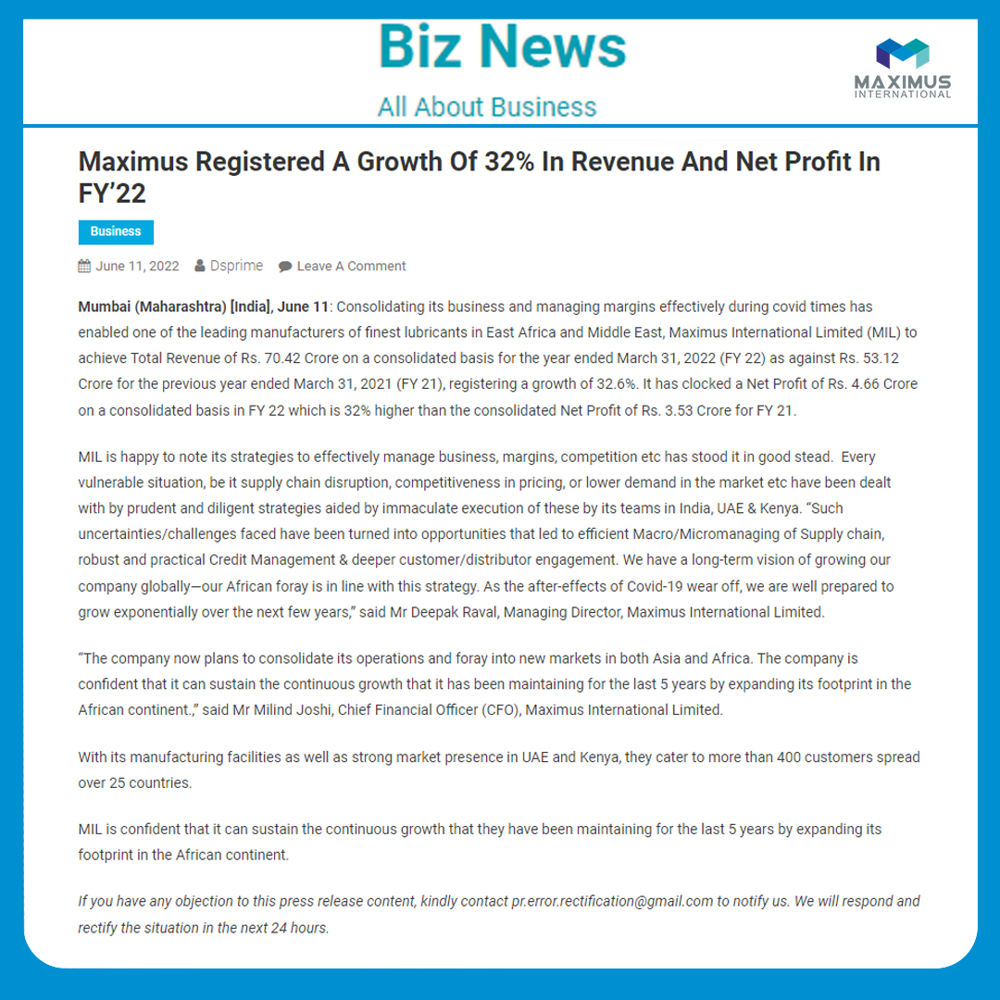 Biz News
All About Business
MAXIMUS
INTERNATIONAL
Maximus Registered A Growth Of 32% In Revenue And Net Profit In
FY’22
Business
June 11, 2022 Dsprime Leave A Comment
Mumbai (Maharashtra) [India], June 11: Consolidating its business and managing margins effectively during covid times has
enabled one of the leading manufacturers of finest lubricants in East Africa and Middle East, Maximus International Limited (MIL) to
achieve Total Revenue of Rs. 70.42 Crore on a consolidated basis for the year ended March 31, 2022 (FY 22) as against Rs. 53.12
Crore for the previous year ended March 31, 2021 (FY 21), registering a growth of 32.6%. It has clocked a Net Profit of Rs. 4.66 Crore
on a consolidated basis in FY 22 which is 32% higher than the consolidated Net Profit of Rs. 3.53 Crore for FY 21.
MIL is happy to note its strategies to effectively manage business, margins, competition etc has stood it in good stead.  Every
vulnerable situation, be it supply chain disruption, competitiveness in pricing, or lower demand in the market etc have been dealt
with by prudent and diligent strategies aided by immaculate execution of these by its teams in India, UAE & Kenya. “Such
uncertainties/challenges faced have been turned into opportunities that led to efficient Macro/Micromanaging of Supply chain,
robust and practical Credit Management & deeper customer/distributor engagement. We have a long-term vision of growing our
company globally—our African foray is in line with this strategy. As the after-effects of Covid-19 wear off, we are well prepared to
grow exponentially over the next few years,” said Mr Deepak Raval, Managing Director, Maximus International Limited.
“The company now plans to consolidate its operations and foray into new markets in both Asia and Africa. The company is
confident that it can sustain the continuous growth that it has been maintaining for the last 5 years by expanding its footprint in the
African continent.,” said Mr Milind Joshi, Chief Financial Officer (CFO), Maximus International Limited.
With its manufacturing facilities as well as strong market presence in UAE and Kenya, they cater to more than 400 customers spread
over 25 countries.
MIL is confident that it can sustain the continuous growth that they have been maintaining for the last 5 years by expanding its
footprint in the African continent.
If you have any objection to this press release content, kindly contact pr.error.rectification@gmail.com to notify us. We will respond and
rectify the situation in the next 24 hours.